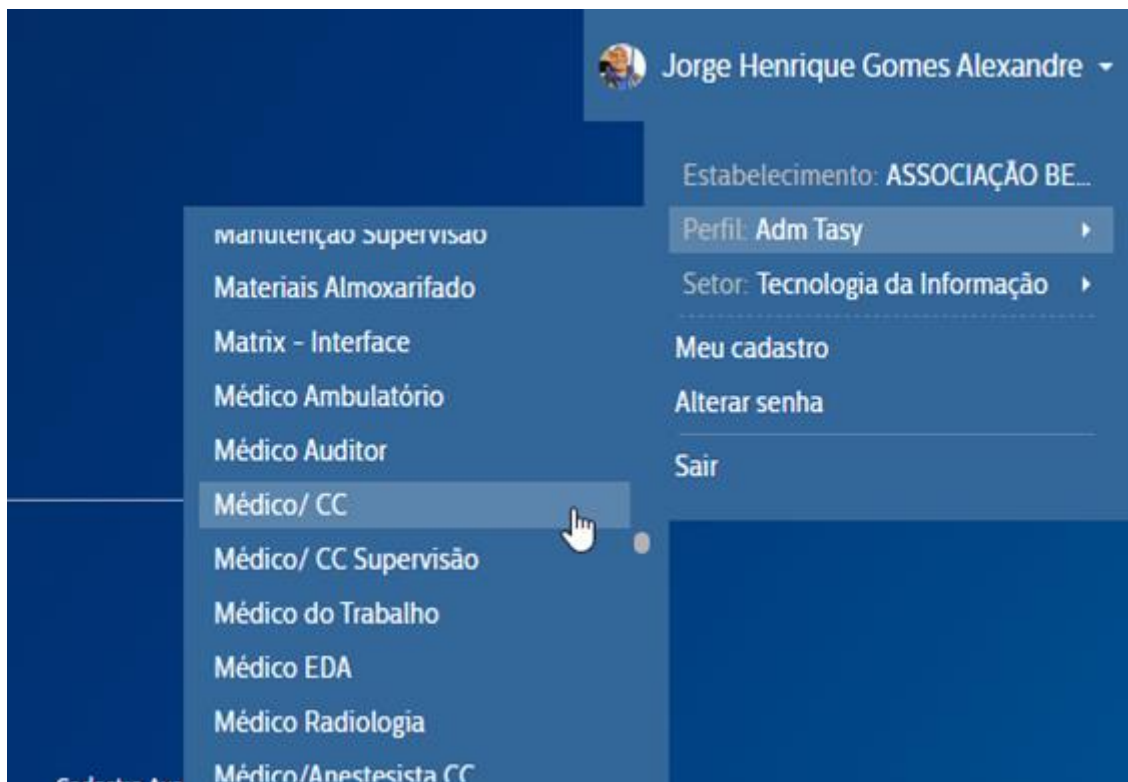 Jorge Henrique Gomes Alexandre
Estabelecimento: ASSOCIAÇÃO BE...
Perfil: Adm Tasy
Setor: Tecnologia da Informação
Meu cadastro
Alterar senha
Sair
Manutenção Supervisão
Materiais Almoxarifado
Matrix - Interface
Médico Ambulatório
Médico Auditor
Médico/ CC
Médico/ CC Supervisão
Médico do Trabalho
Médico EDA
Médico Radiologia
Médico/Anestesista CC